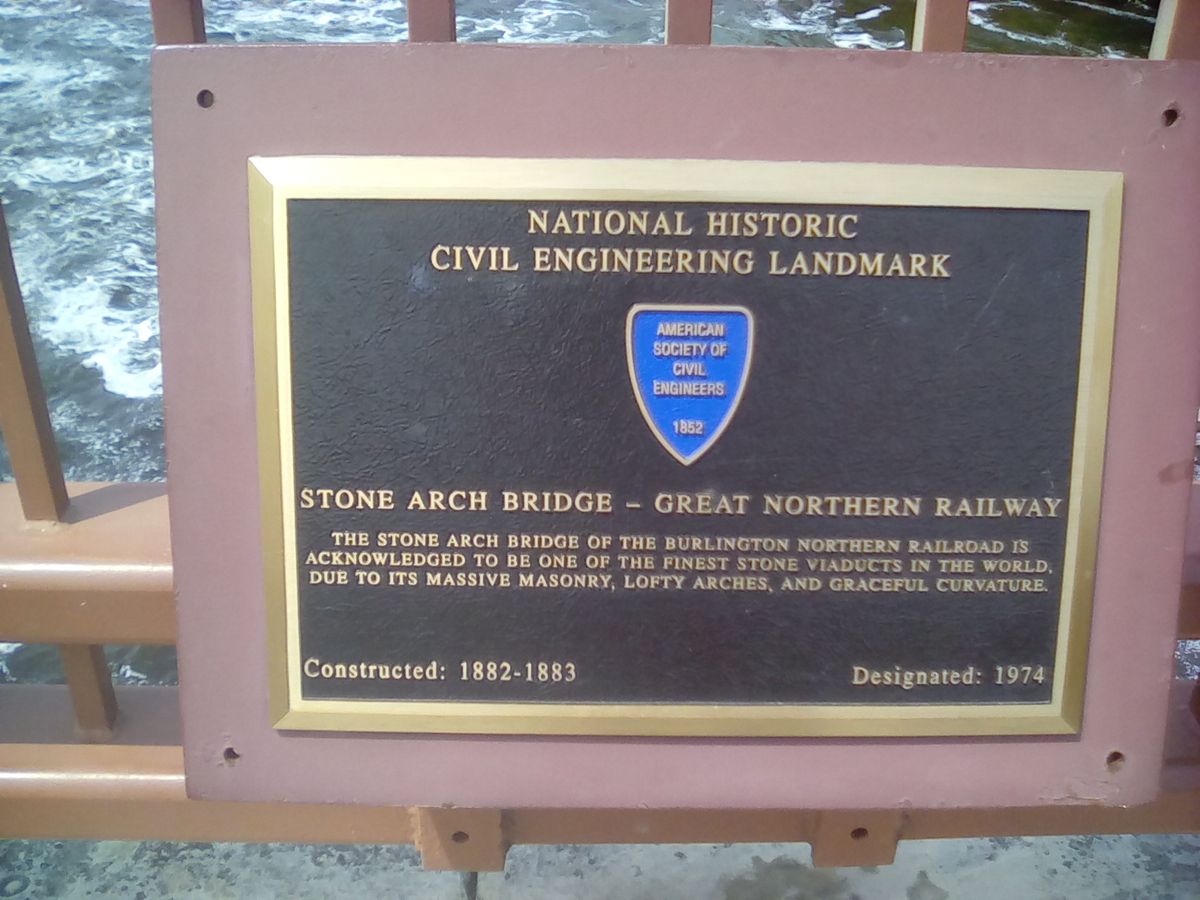 NATIONAL HISTORIC
CIVIL ENGINEERING LANDMARK
AMERICAN
SOCIETY OF
CIVIL
ENGINEERS
1852
STONE ARCH BRIDGE – GREAT NORTHERN RAILWAY
THE STONE ARCH BRIDGE OF THE BURLINGTON NORTHERN RAILROAD IS
ACKNOWLEDGED TO BE ONE OF THE FINEST STONE VIADUCTS IN THE WORLD,
DUE TO ITS MASSIVE MASONRY, LOFTY ARCHES, AND GRACEFUL CURVATURE.
Constructed: 1882-1883
Designated: 1974